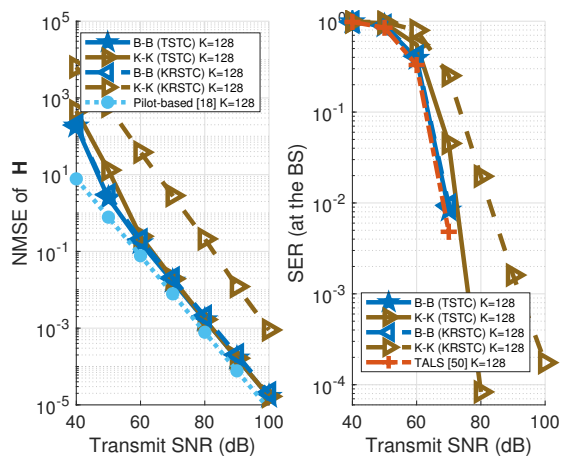 10^5
10^3
10^1
10^-1
10^-3
10^-5
40
60
80
100
NMSE of H
Transmit SNR (dB)
B-B (TSTC) K=128
K-K (TSTC) K=128
B-B (KRSTC) K=128
K-K (KRSTC) K=128
Pilot-based [18] K=128
10^-1
10^-2
10^-3
10^-4
40
60
80
100
SER (at the BS)
Transmit SNR (dB)
B-B (TSTC) K=128
K-K (TSTC) K=128
B-B (KRSTC) K=128
K-K (KRSTC) K=128
TALS [50] K=128